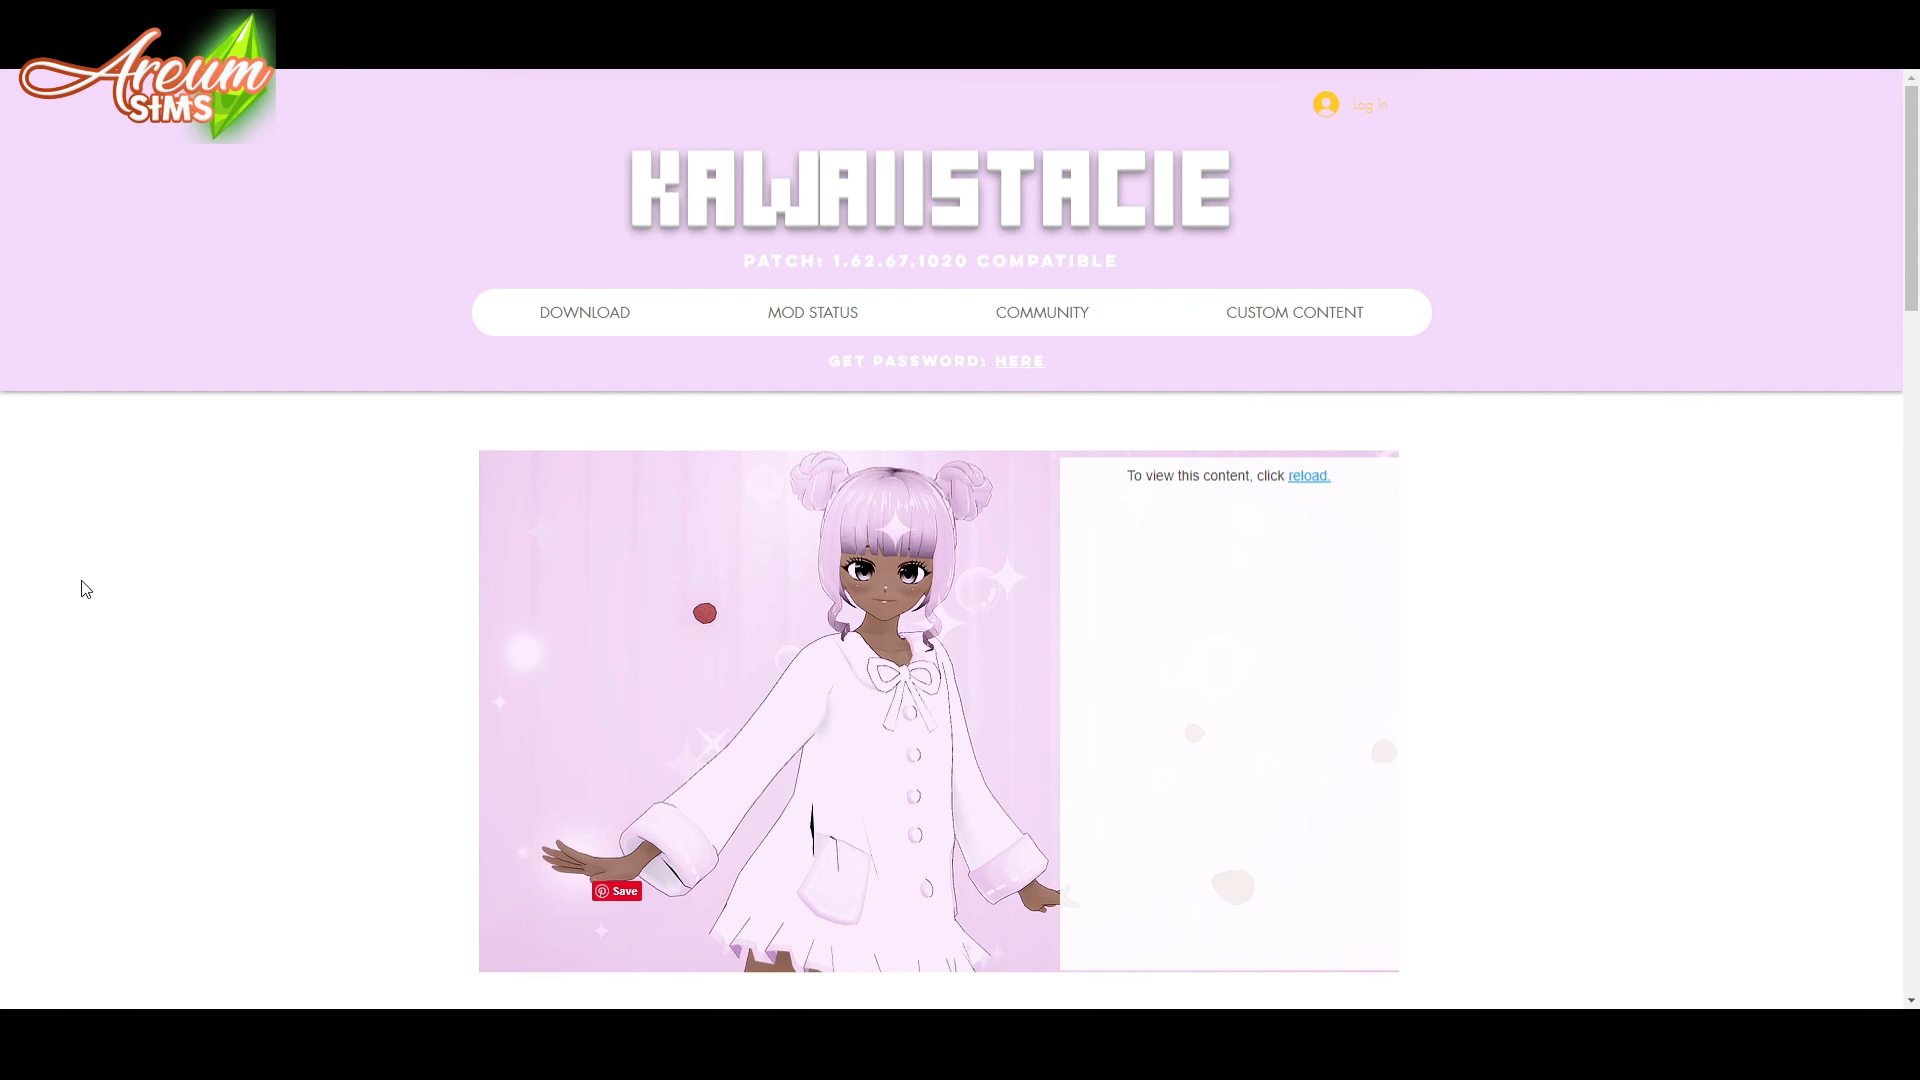 Areum
SIMS
Log In
KAWAIISTACIE
PATCH: 1.62.67.1020 COMPATIBLE
DOWNLOAD
MOD STATUS
COMMUNITY
CUSTOM CONTENT
GET PASSWORD: HERE
To view this content, click reload.
Save